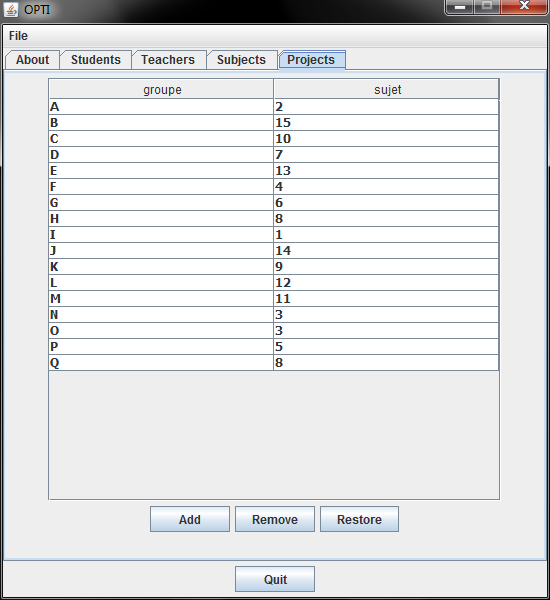 OPTI
File
About Students Teachers Subjects Projects
groupe sujet
A 2
B 15
C 10
D 7
E 13
F 4
G 6
H 8
I 1
J 14
K 9
L 12
M 11
N 3
O 3
P 5
Q 8
Add Remove Restore
Quit